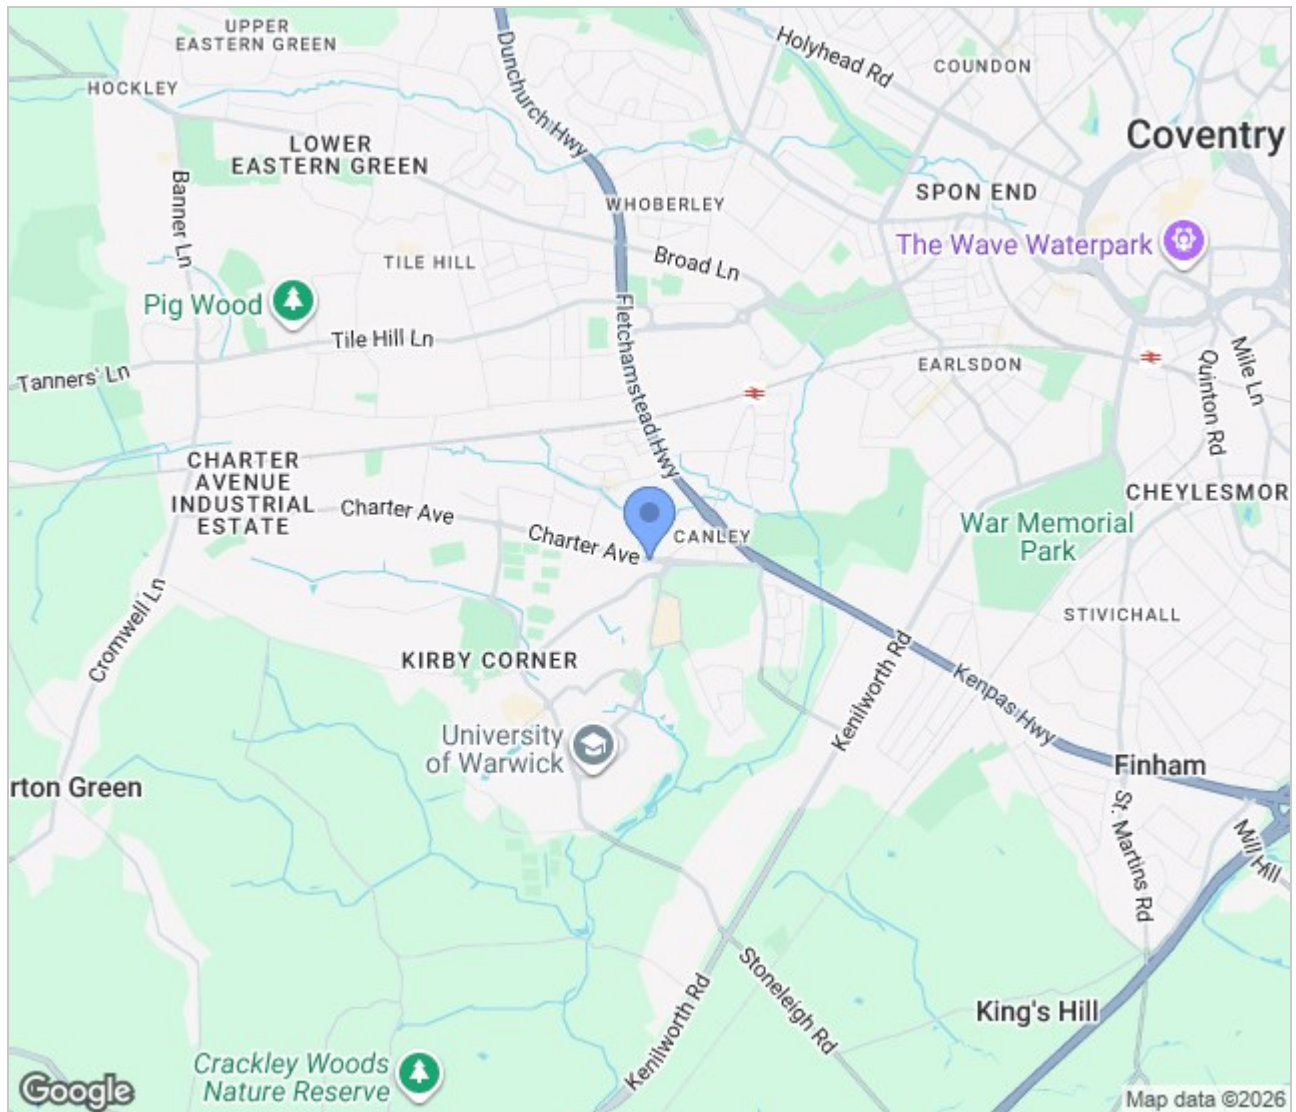 UPPER
EASTERN GREEN
HOCKLEY
Dunchurch Hwy
Holyhead Rd
COUNDON
Coventry
LOWER
EASTERN GREEN
Banner Ln
WHOBERLEY
SPON END
The Wave Waterpark
Broad Ln
TILE HILL
Pig Wood
Tile Hill Ln
Fletchamstead Hwy
Tanners' Ln
EARLSDON
Quinton Rd
Mile Ln
CHARTER
AVENUE
INDUSTRIAL
ESTATE
Charter Ave
Charter Ave
CANLEY
CHEYLESMOR
War Memorial
Park
STIVICHALL
Cromwell Ln
KIRBY CORNER
Kenilworth Rd
Kenpas Hwy
University
of Warwick
Finham
rton Green
St. Martins Rd
Mill Hill
Stoneleigh Rd
Kenilworth Rd
King's Hill
Crackley Woods
Nature Reserve
Google
Map data ©2026